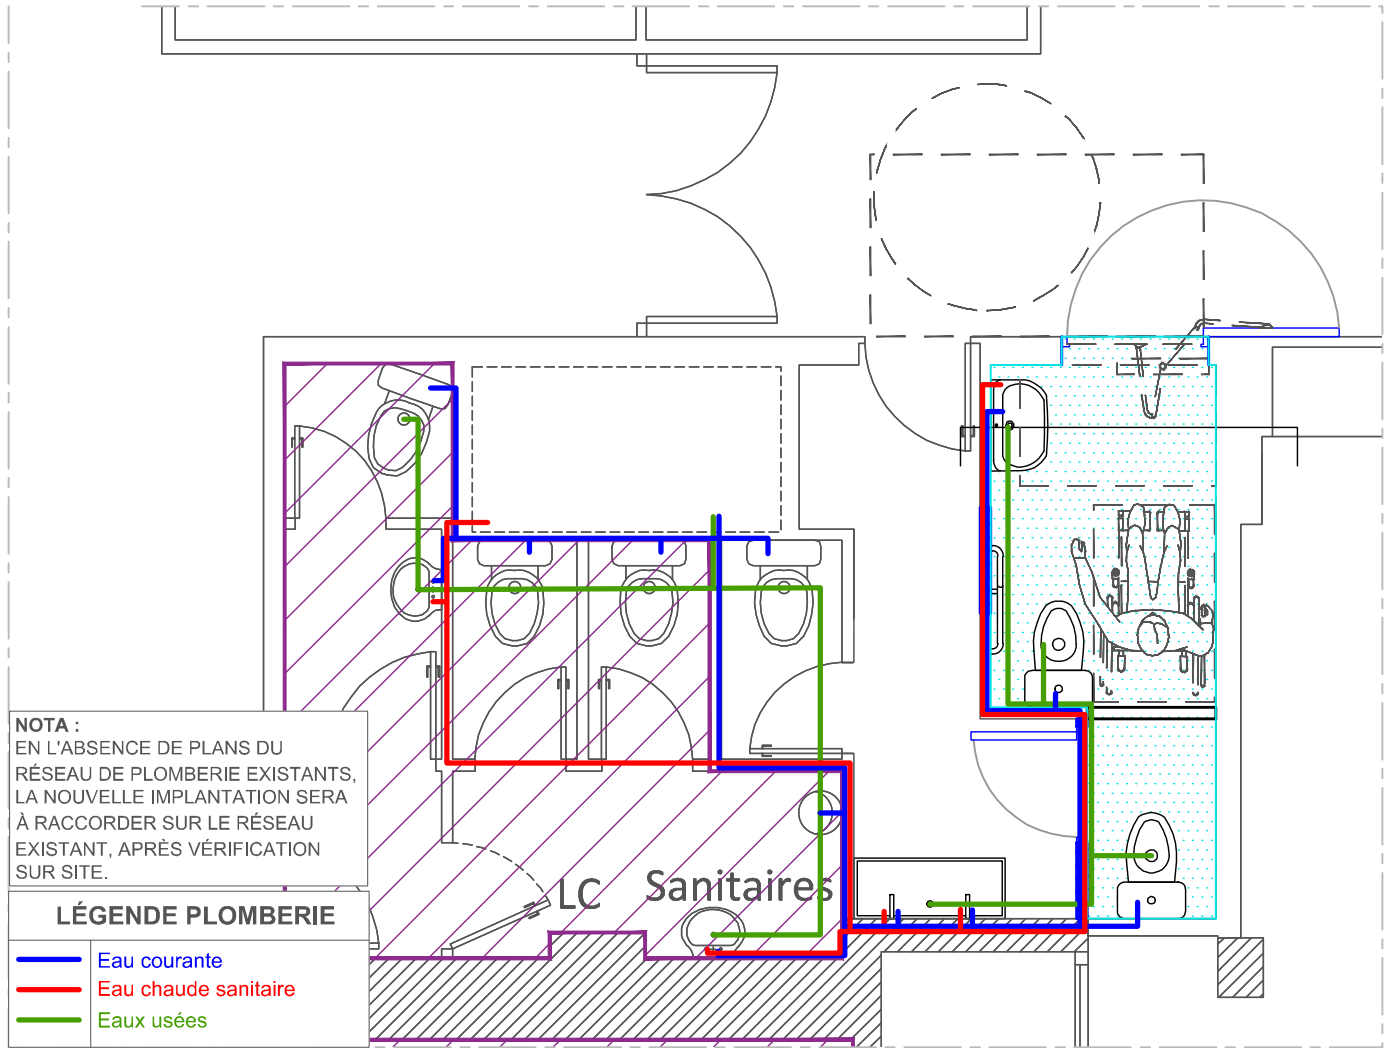 LC
Sanitaires
NOTA :
EN L'ABSENCE DE PLANS DU
RÉSEAU DE PLOMBERIE EXISTANTS,
LA NOUVELLE IMPLANTATION SERA
À RACCORDER SUR LE RÉSEAU
EXISTANT, APRÈS VÉRIFICATION
SUR SITE.
LÉGENDE PLOMBERIE
Eau courante
Eau chaude sanitaire
Eaux usées